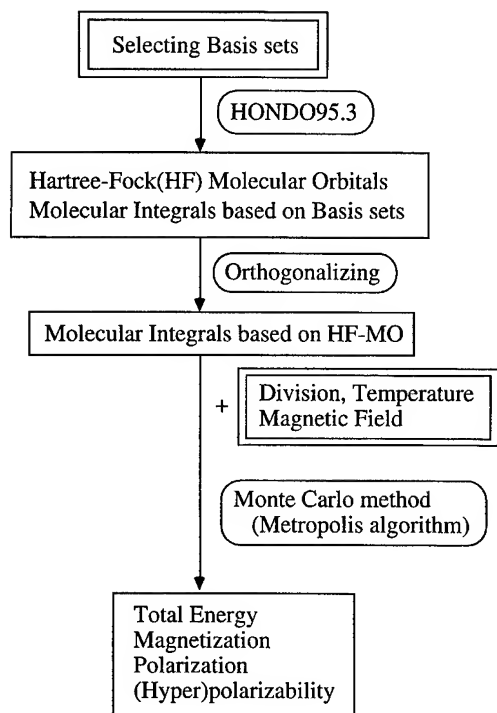 Selecting Basis sets
HONDO95.3
Hartree-Fock(HF) Molecular Orbitals
Molecular Integrals based on Basis sets
Orthogonalizing
Molecular Integrals based on HF-MO
+
Division, Temperature
Magnetic Field
Monte Carlo method
(Metropolis algorithm)
Total Energy
Magnetization
Polarization
(Hyper)polarizability